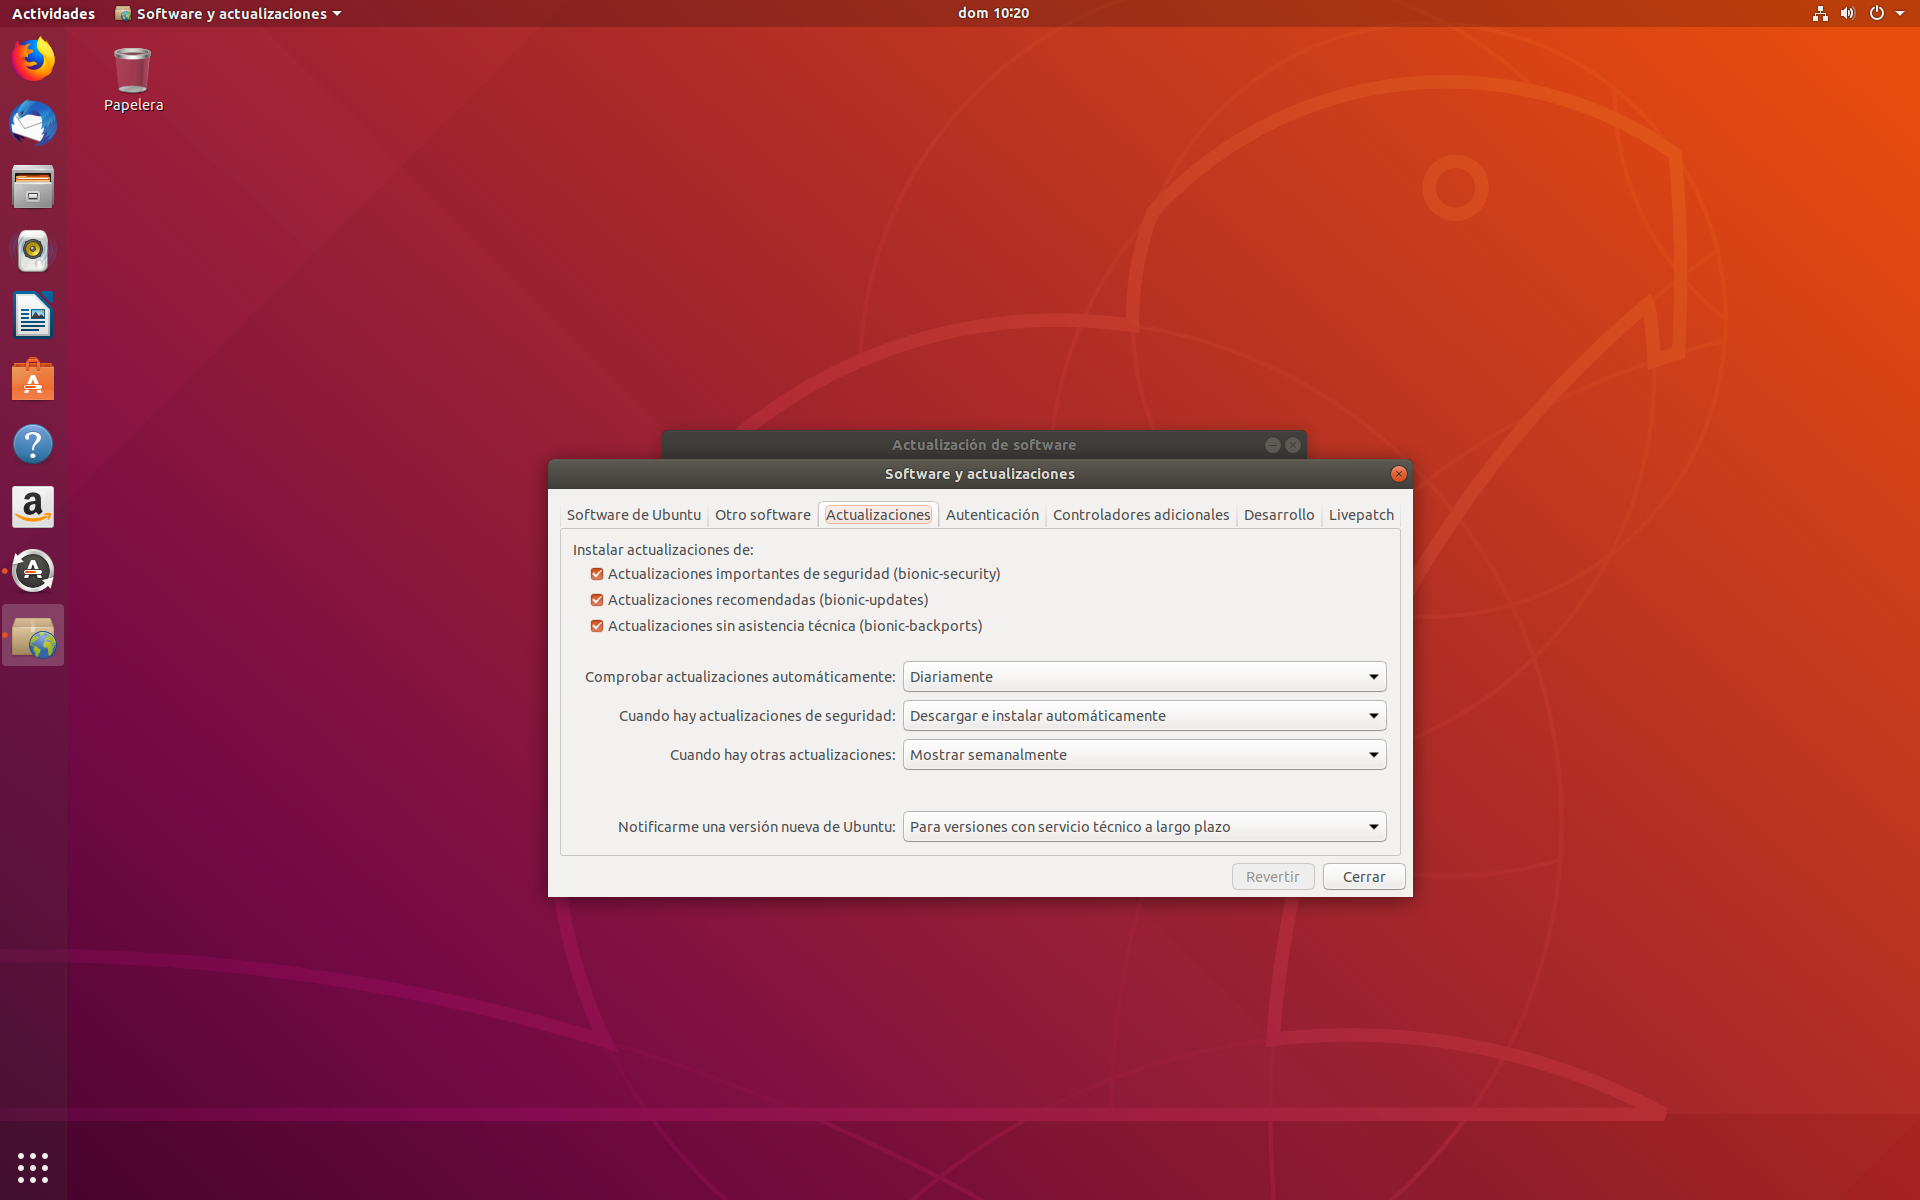 Actividades
Software y actualizaciones
dom 10:20
Papelera
Actualización de software
Software y actualizaciones
Software de Ubuntu
Otro software
Actualizaciones
Autenticación
Controladores adicionales
Desarrollo
Livepatch
Instalar actualizaciones de:
Actualizaciones importantes de seguridad (bionic-security)
Actualizaciones recomendadas (bionic-updates)
Actualizaciones sin asistencia técnica (bionic-backports)
Comprobar actualizaciones automáticamente: Diariamente
Cuando hay actualizaciones de seguridad: Descargar e instalar automáticamente
Cuando hay otras actualizaciones: Mostrar semanalmente
Notificarme una versión nueva de Ubuntu: Para versiones con servicio técnico a largo plazo
Revertir
Cerrar